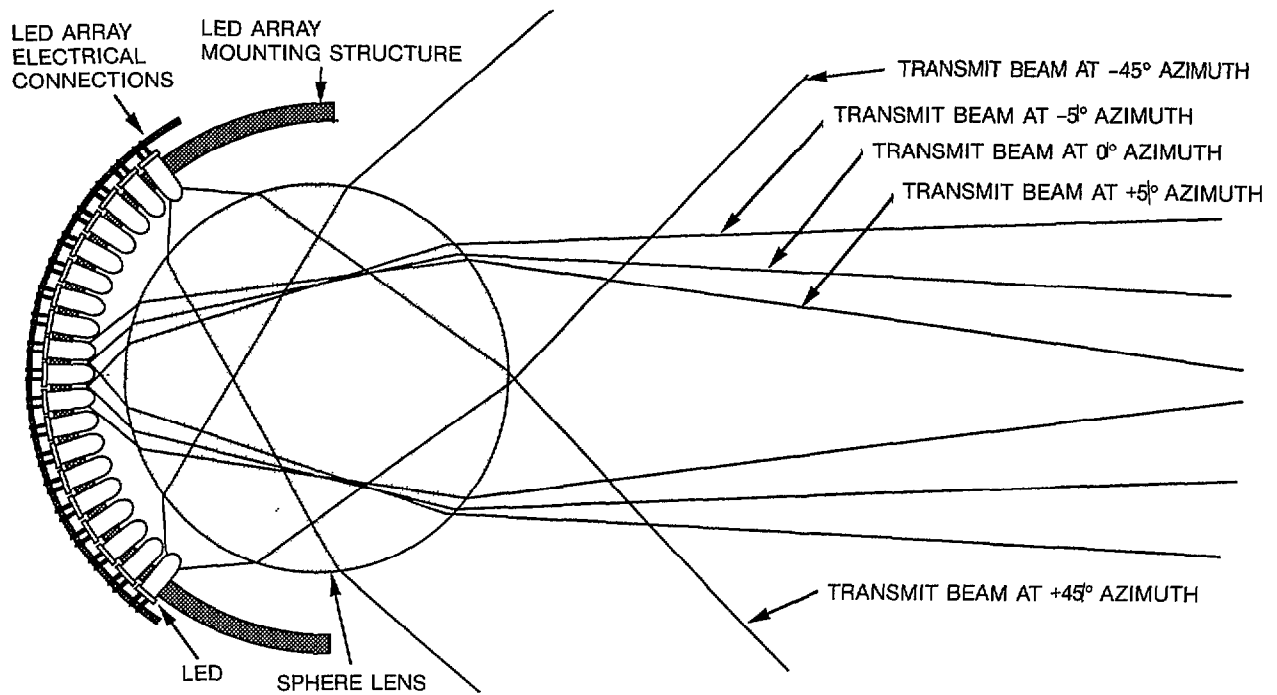 LED ARRAY
ELECTRICAL
CONNECTIONS
LED ARRAY
MOUNTING STRUCTURE
TRANSMIT BEAM AT –45° AZIMUTH
TRANSMIT BEAM AT –5° AZIMUTH
TRANSMIT BEAM AT 0° AZIMUTH
TRANSMIT BEAM AT +5° AZIMUTH
TRANSMIT BEAM AT +45° AZIMUTH
LED
SPHERE LENS